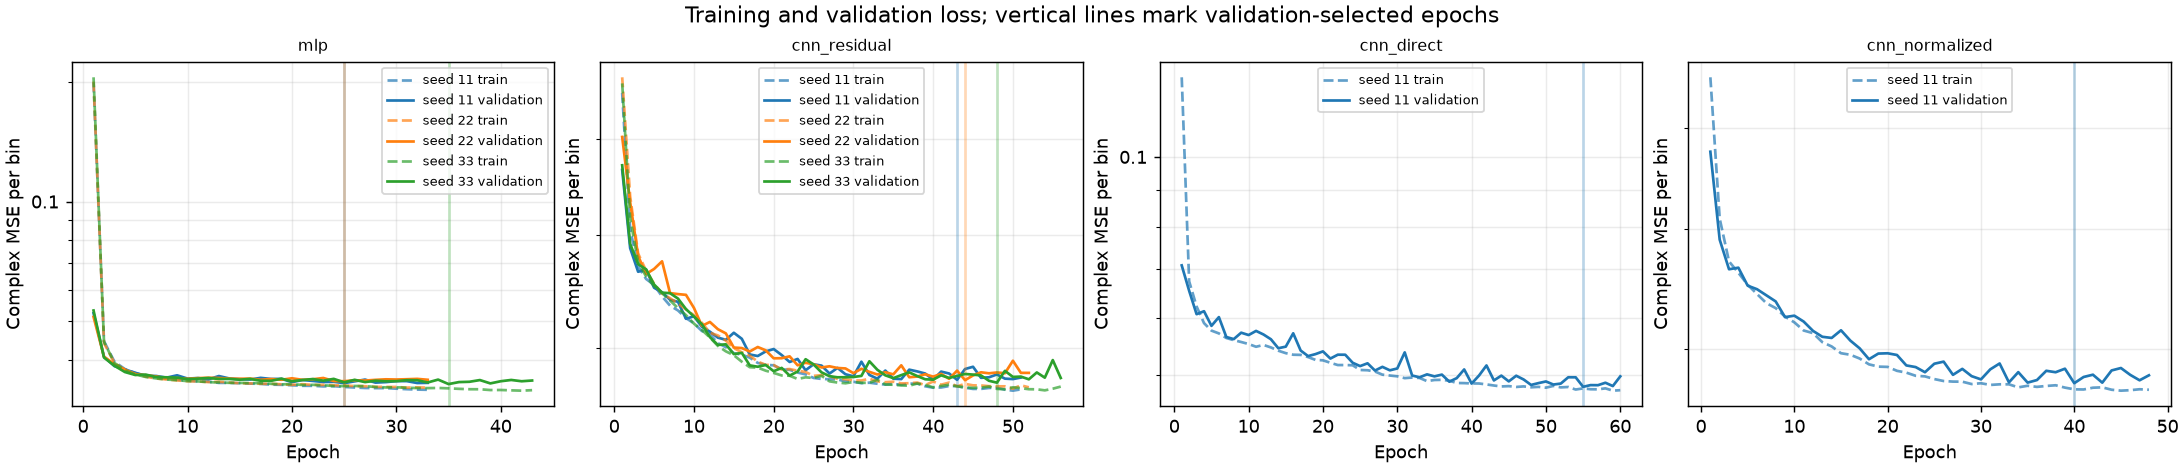 Training and validation loss; vertical lines mark validation-selected epochs
mlp
Complex MSE per bin
0.1
seed 11 train
seed 11 validation
seed 22 train
seed 22 validation
seed 33 train
seed 33 validation
0 10 20 30 40
Epoch
cnn_residual
Complex MSE per bin
seed 11 train
seed 11 validation
seed 22 train
seed 22 validation
seed 33 train
seed 33 validation
0 10 20 30 40 50
Epoch
cnn_direct
Complex MSE per bin
0.1
seed 11 train
seed 11 validation
0 10 20 30 40 50 60
Epoch
cnn_normalized
Complex MSE per bin
seed 11 train
seed 11 validation
0 10 20 30 40 50
Epoch